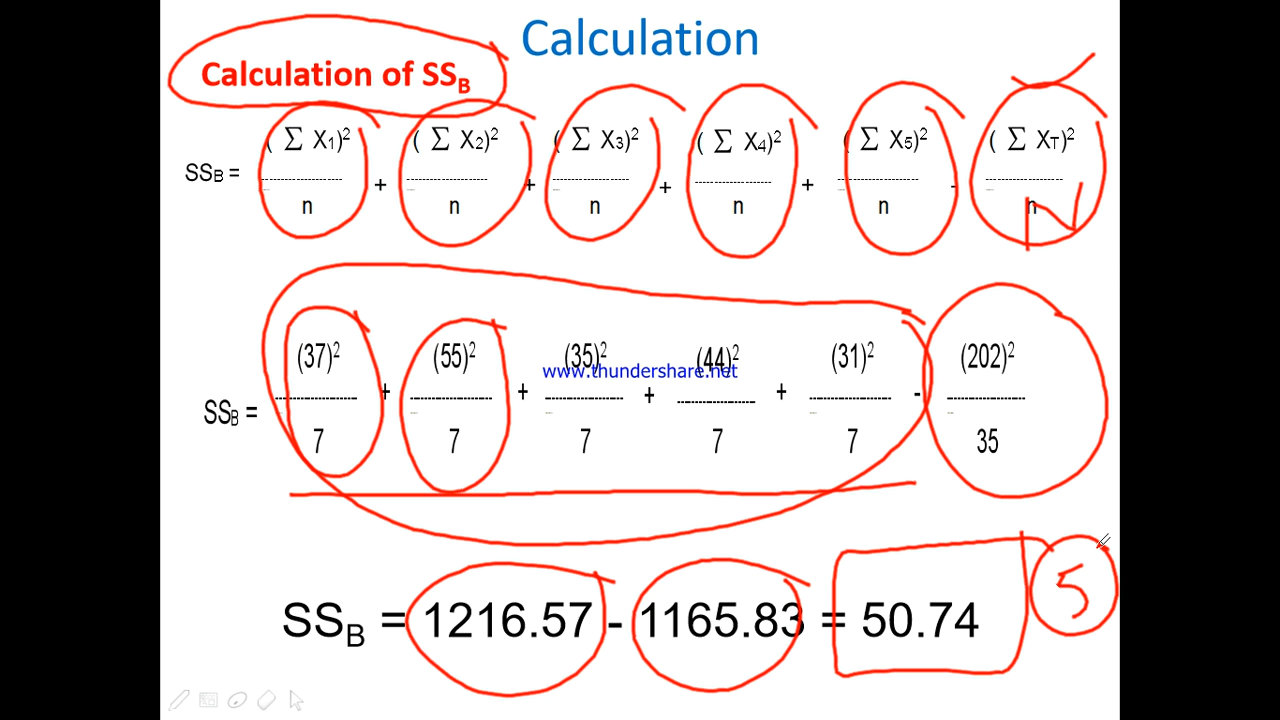 Calculation
Calculation of SSB
( ∑ X1)² ( ∑ X2)² ( ∑ X3)² ( ∑ X4)² ( ∑ X5)² ( ∑ XT)²
SSB = ------------------- + ------------------- + ------------------- + ------------------- + ------------------- - -------------------
n n n n n n N
(37)² (55)² (35)² (44)² (31)² (202)²
www.thundershare.net
SSB = ------------------- + ------------------- + ------------------- + ------------------- + ------------------- - -------------------
7 7 7 7 7 35
SSB = 1216.57 - 1165.83 = 50.74 5